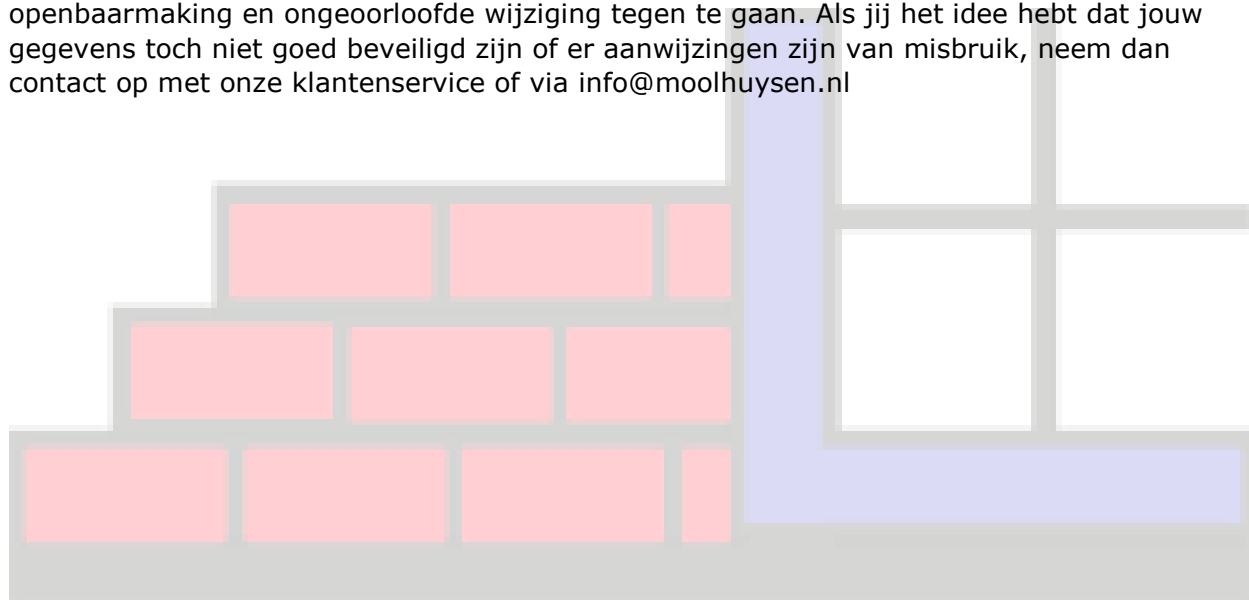 openbaarmaking en ongeoorloofde wijziging tegen te gaan. Als jij het idee hebt dat jouw
gegevens toch niet goed beveiligd zijn of er aanwijzingen zijn van misbruik, neem dan
contact op met onze klantenservice of via info@moolhuysen.nl